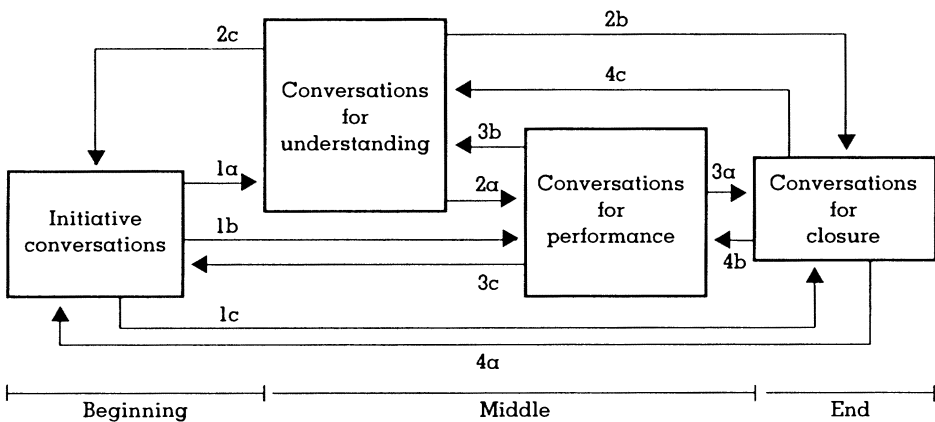 2c
2b
4c
Conversations
for
understanding
3b
1a
2a
3a
Initiative
conversations
Conversations
for
performance
Conversations
for
closure
1b
4b
3c
1c
4a
Beginning
Middle
End